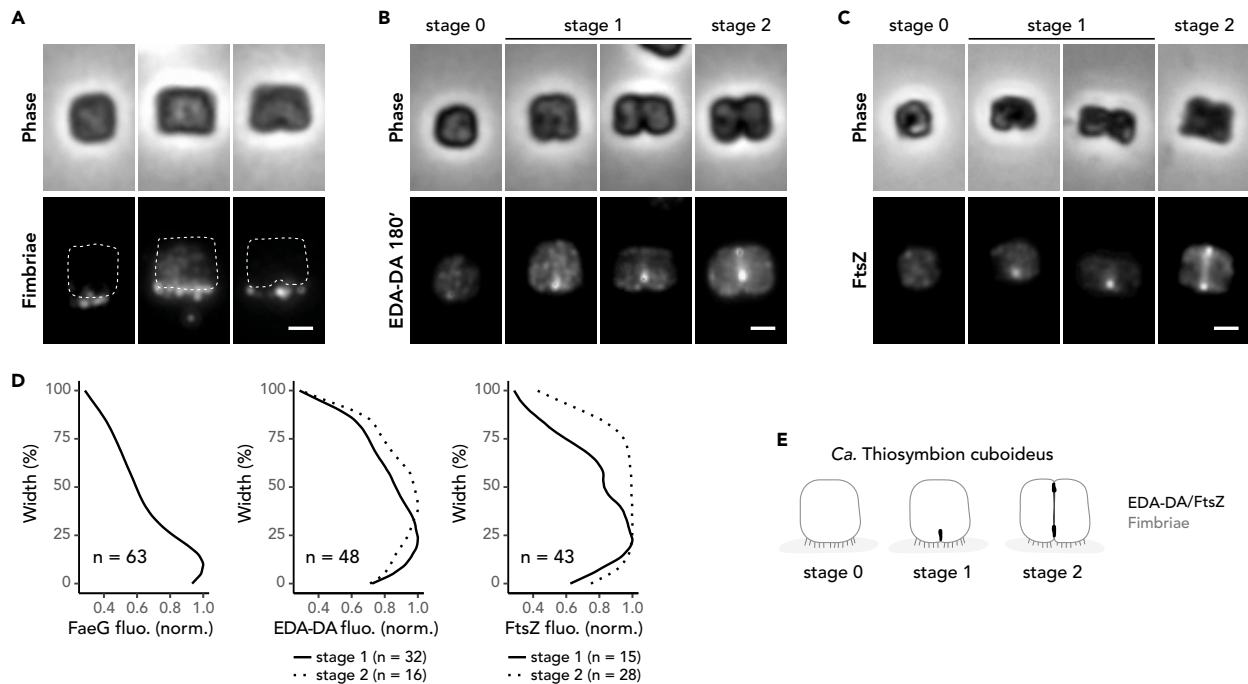 A
Phase
Fimbriae
B
stage 0
stage 1
stage 2
Phase
EDA-DA 180′
C
stage 0
stage 1
stage 2
Phase
FtsZ
D
Width (%)
100
75
50
25
0
n = 63
0.4 0.6 0.8 1.0
FaeG fluo. (norm.)
Width (%)
100
75
50
25
0
n = 48
0.4 0.6 0.8 1.0
EDA-DA fluo. (norm.)
stage 1 (n = 32)
stage 2 (n = 16)
Width (%)
100
75
50
25
0
n = 43
0.4 0.6 0.8 1.0
FtsZ fluo. (norm.)
stage 1 (n = 15)
stage 2 (n = 28)
E
Ca. Thiosymbion cuboideus
EDA-DA/FtsZ
Fimbriae
stage 0
stage 1
stage 2